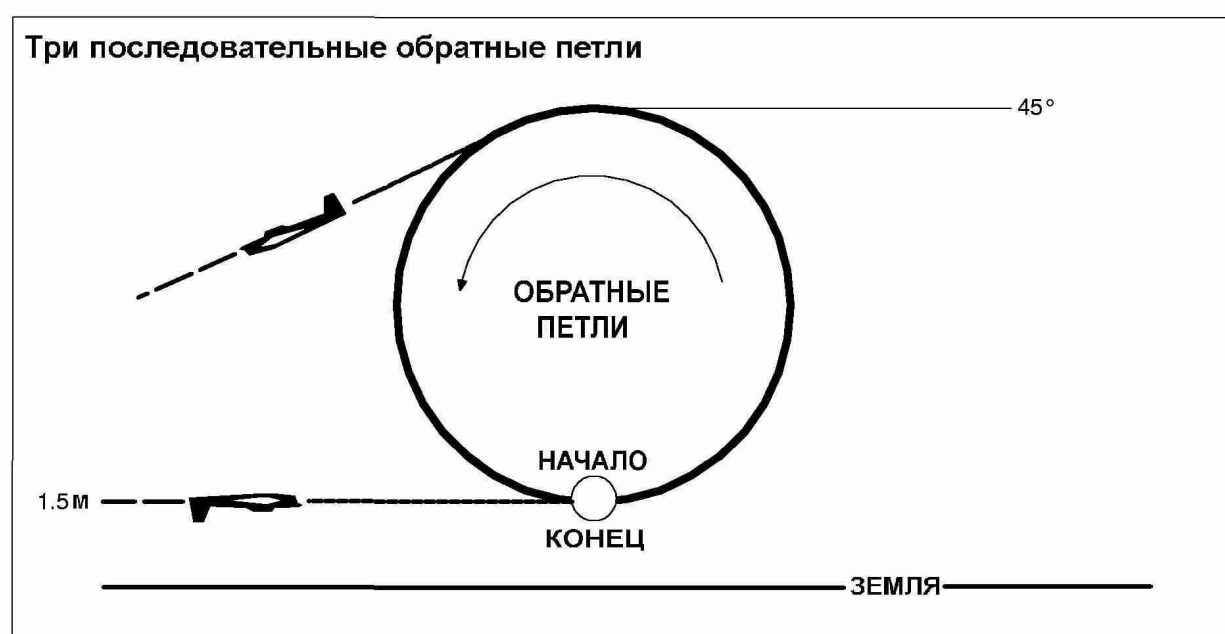 Три последовательные обратные петли
45°
ОБРАТНЫЕ
ПЕТЛИ
НАЧАЛО
1.5 М
КОНЕЦ
ЗЕМЛЯ